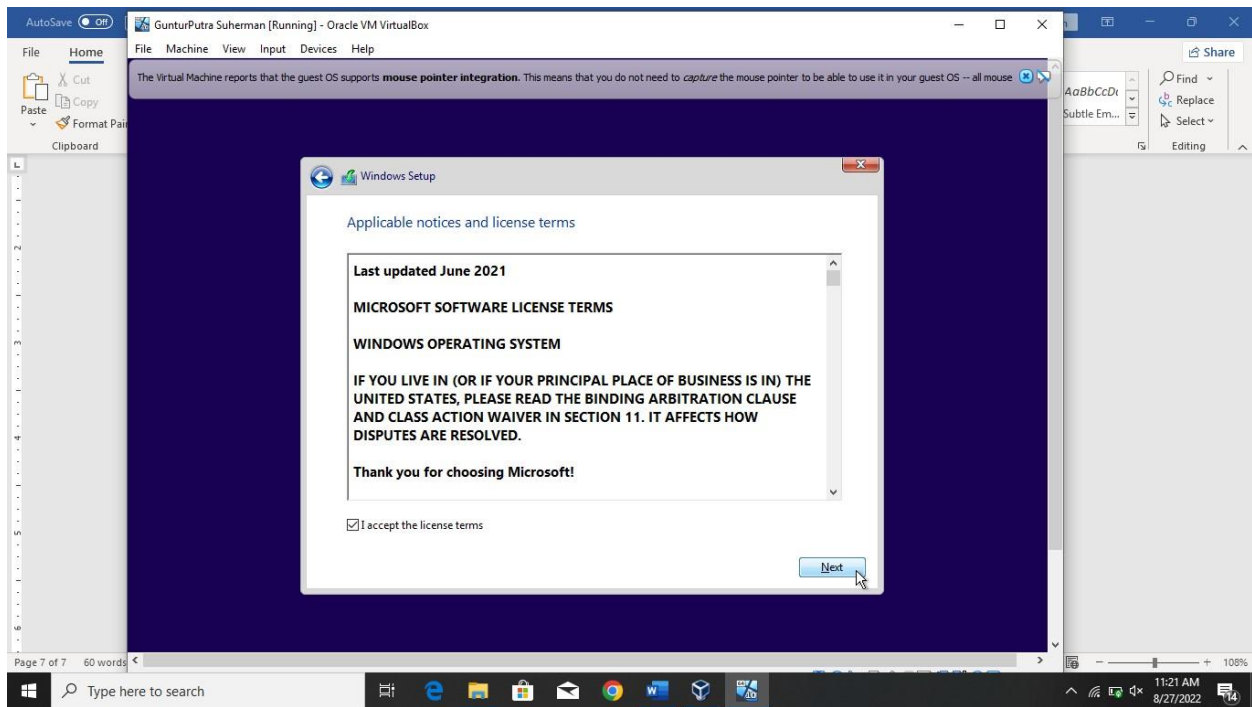 AutoSave Off
GunturPutra Suherman [Running] - Oracle VM VirtualBox
File Home
File Machine View Input Devices Help
Share
The Virtual Machine reports that the guest OS supports mouse pointer integration. This means that you do not need to capture the mouse pointer to be able to use it in your guest OS -- all mouse
Paste
Cut
Copy
Format Pai
Clipboard
AaBbCcDı
Subtle Em...
Find
Replace
Select
Editing
Windows Setup
Applicable notices and license terms
Last updated June 2021
MICROSOFT SOFTWARE LICENSE TERMS
WINDOWS OPERATING SYSTEM
IF YOU LIVE IN (OR IF YOUR PRINCIPAL PLACE OF BUSINESS IS IN) THE
UNITED STATES, PLEASE READ THE BINDING ARBITRATION CLAUSE
AND CLASS ACTION WAIVER IN SECTION 11. IT AFFECTS HOW
DISPUTES ARE RESOLVED.
Thank you for choosing Microsoft!
I accept the license terms
Next
2
3
4
5
6
Page 7 of 7 60 words
108%
Type here to search
11:21 AM
8/27/2022
14